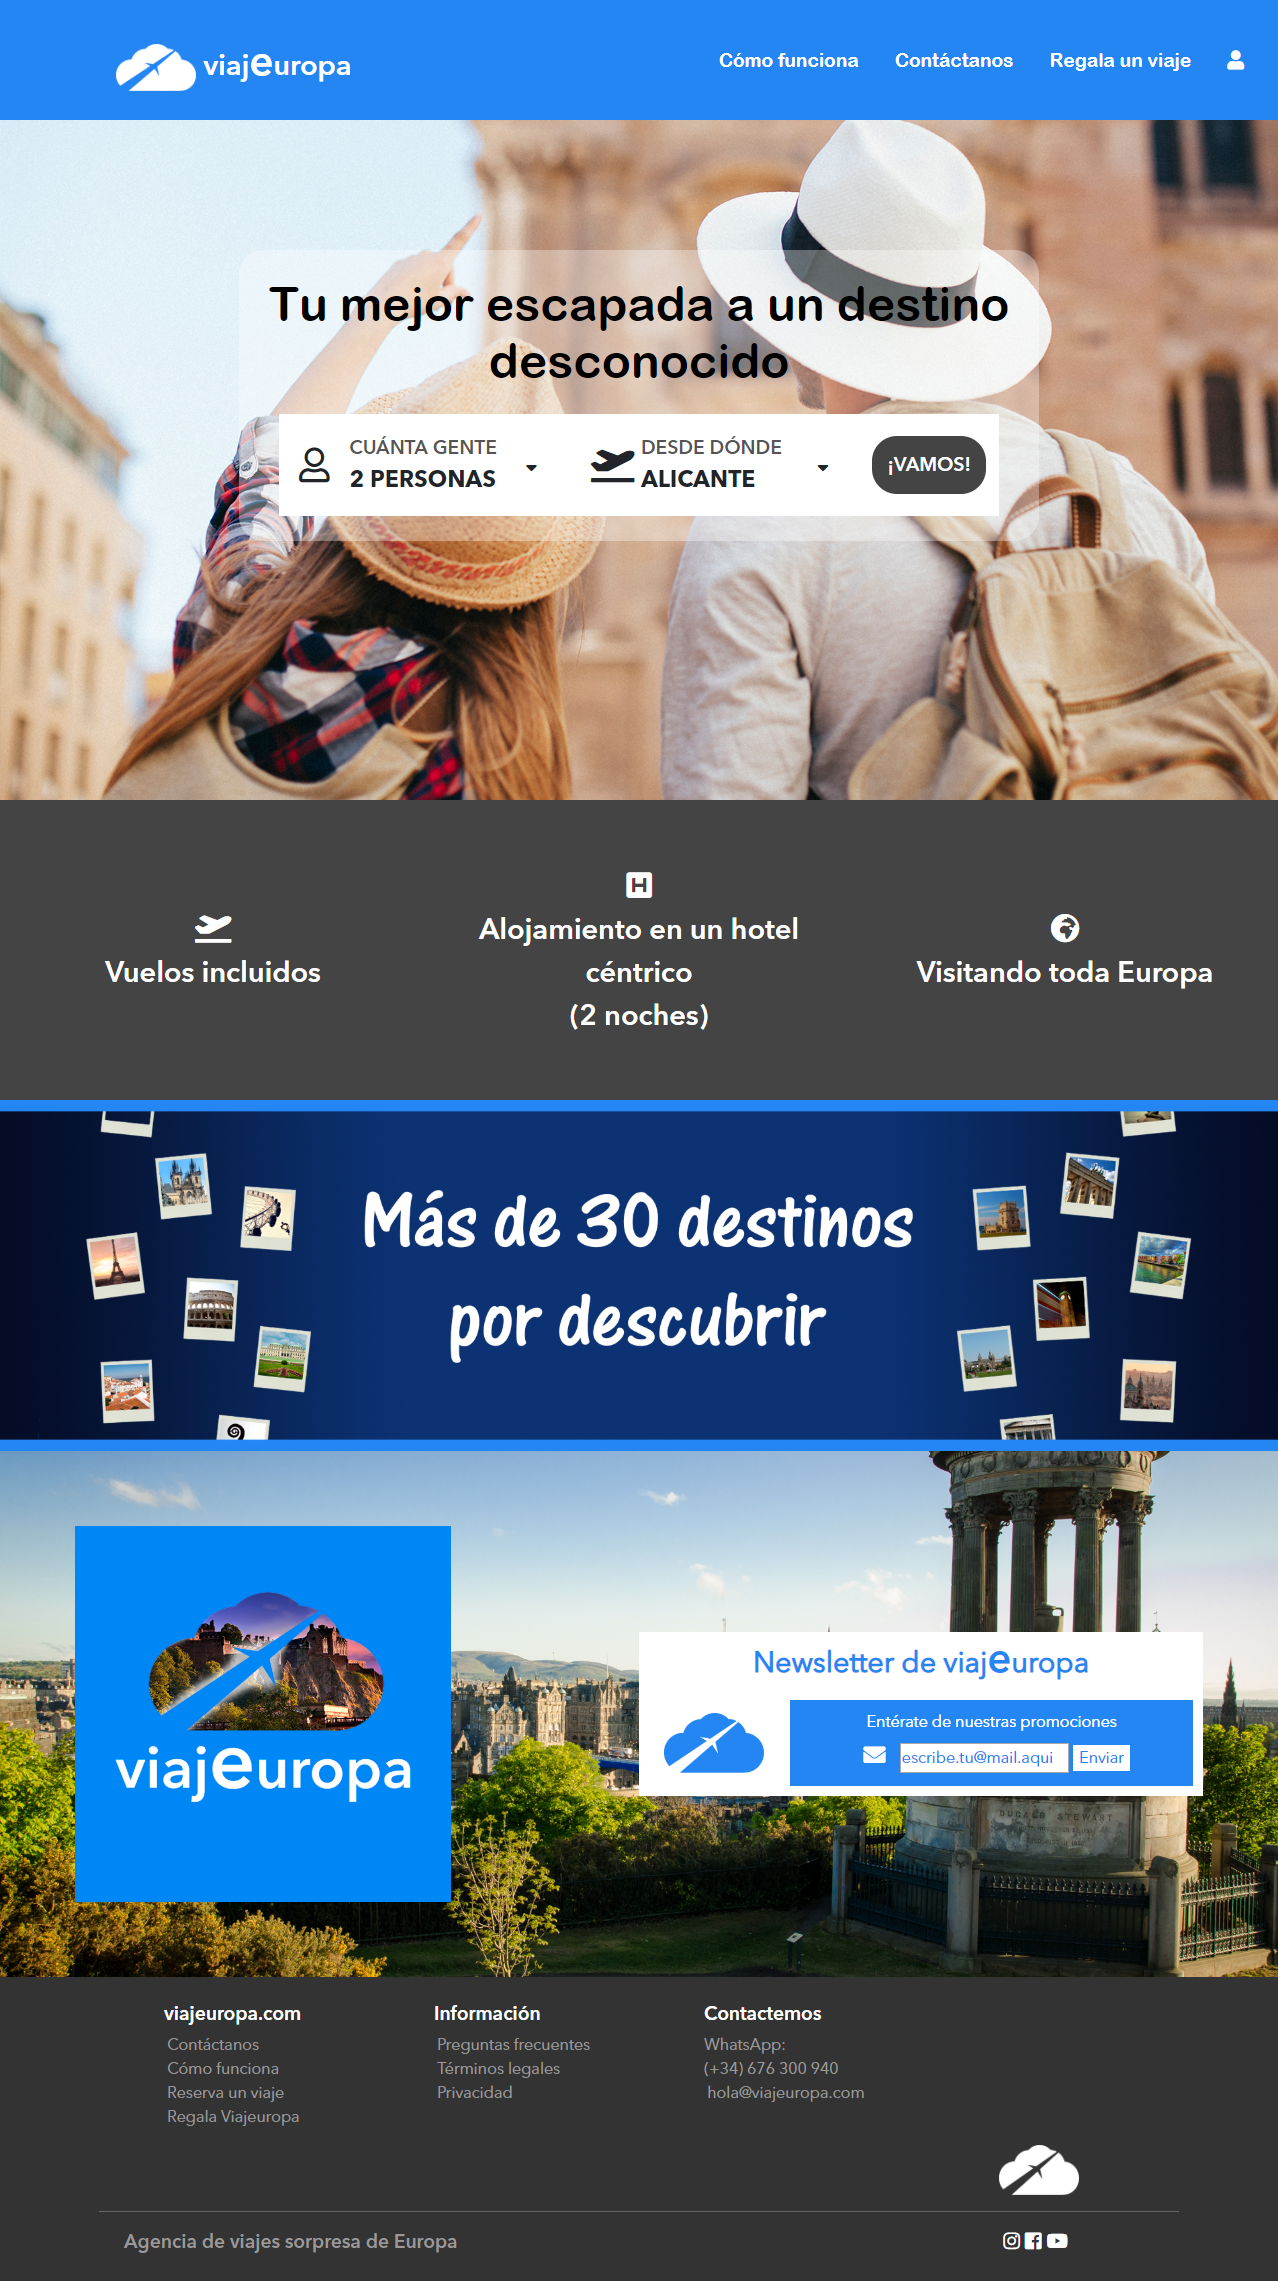 viajEuropa
Cómo funciona
Contáctanos
Regala un viaje
Tu mejor escapada a un destino
desconocido
CUÁNTA GENTE
2 PERSONAS
DESDE DÓNDE
ALICANTE
¡VAMOS!
Vuelos incluidos
H
Alojamiento en un hotel
céntrico
(2 noches)
Visitando toda Europa
Más de 30 destinos
por descubrir
viajEuropa
Newsletter de viajEuropa
Entérate de nuestras promociones
escribe.tu@mail.aqui
Enviar
DUGALD STEWART
viajeuropa.com
Contáctanos
Cómo funciona
Reserva un viaje
Regala Viajeuropa
Información
Preguntas frecuentes
Términos legales
Privacidad
Contactemos
WhatsApp:
(+34) 676 300 940
hola@viajeuropa.com
Agencia de viajes sorpresa de Europa